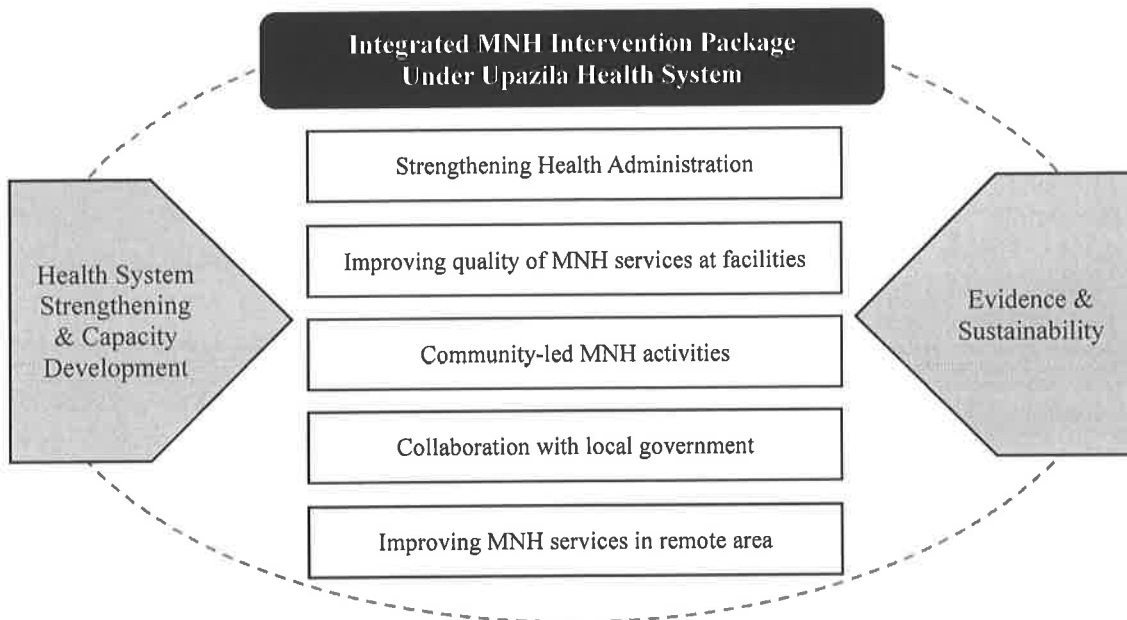 Integrated MNH Intervention Package
Under Upazila Health System
Strengthening Health Administration
Improving quality of MNH services at facilities
Community-led MNH activities
Collaboration with local government
Improving MNH services in remote area
Health System
Strengthening
& Capacity
Development
Evidence &
Sustainability